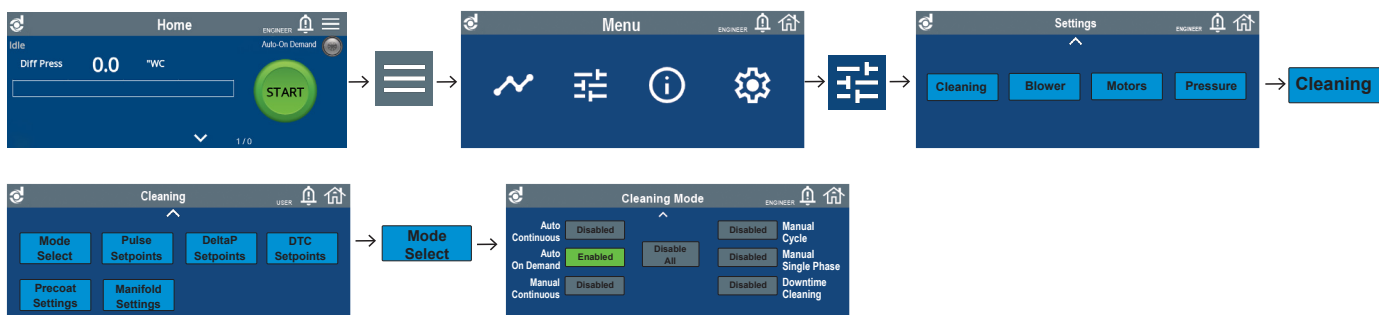 Home
ENGINEER
Idle
Auto-On Demand
Diff Press 0.0 "WC
START
1 / 0
Menu
ENGINEER
Settings
ENGINEER
Cleaning Blower Motors Pressure
Cleaning
Cleaning
USER
Mode
Select
Pulse
Setpoints
DeltaP
Setpoints
DTC
Setpoints
Precoat
Settings
Manifold
Settings
Mode
Select
Cleaning Mode
ENGINEER
Auto
Continuous
Disabled
Auto
On Demand
Enabled
Manual
Continuous
Disabled
Disable
All
Disabled
Manual
Cycle
Disabled
Manual
Single Phase
Disabled
Downtime
Cleaning